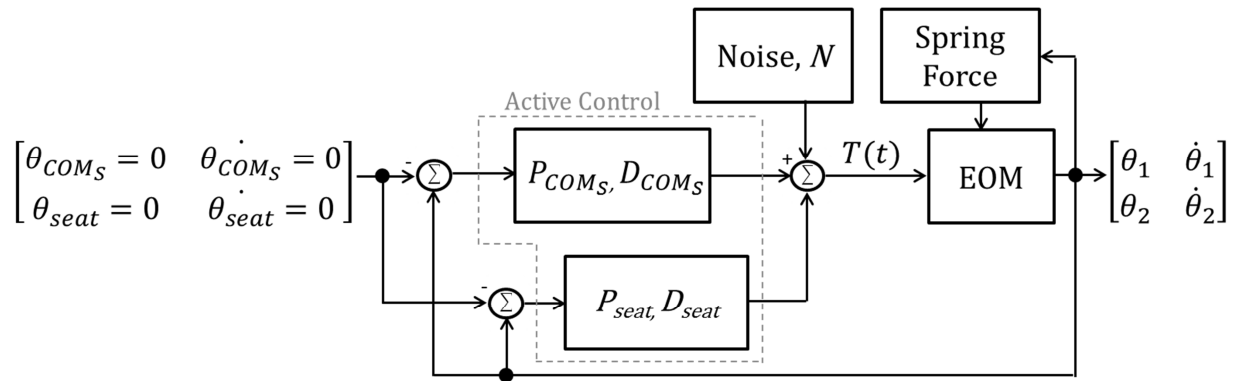 Noise, N
Spring
Force
Active Control
[θ_COMS = 0 θ̇_COMS = 0]
[θ_seat = 0 θ̇_seat = 0]
-
Σ
P_COMS, D_COMS
+
Σ
T(t)
EOM
[θ₁ θ̇₁]
[θ₂ θ̇₂]
-
Σ
P_seat, D_seat